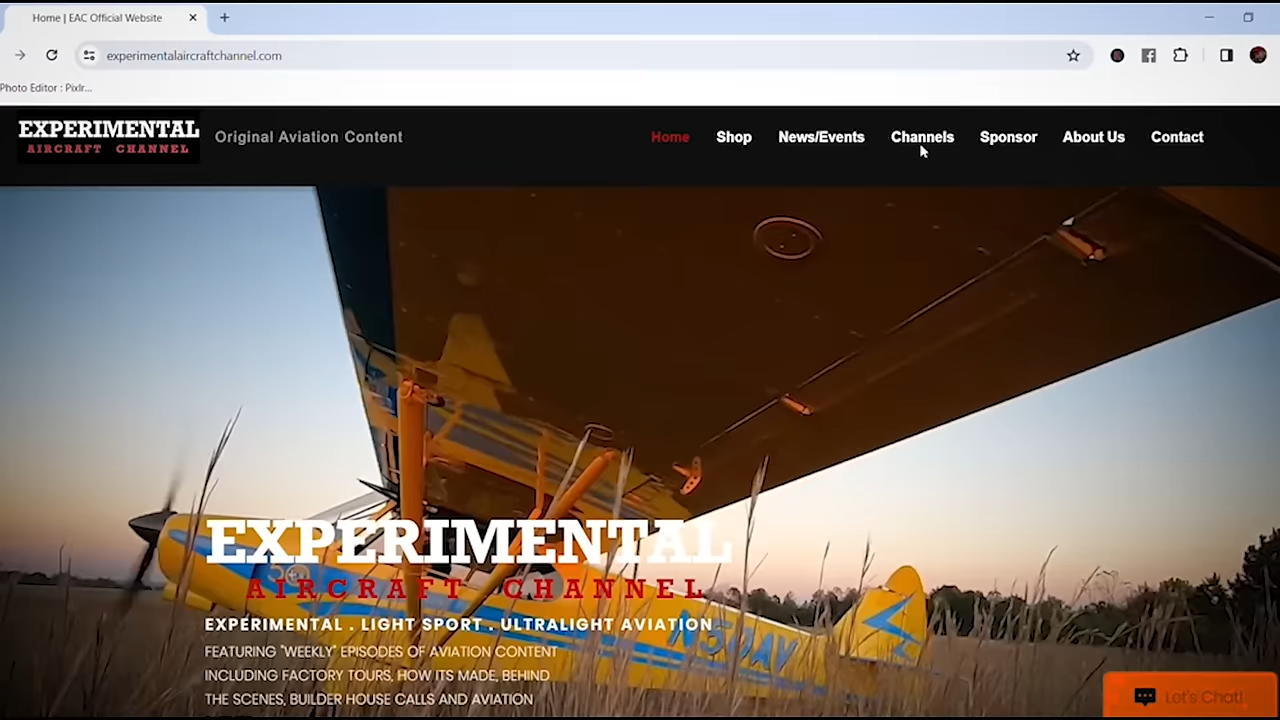 Home | EAC Official Website
experimentalaircraftchannel.com
Photo Editor : Pixlr...
EXPERIMENTAL
AIRCRAFT CHANNEL
Original Aviation Content
Home Shop News/Events Channels Sponsor About Us Contact
EXPERIMENTAL
AIRCRAFT CHANNEL
EXPERIMENTAL . LIGHT SPORT . ULTRALIGHT AVIATION
FEATURING "WEEKLY" EPISODES OF AVIATION CONTENT
INCLUDING FACTORY TOURS, HOW ITS MADE, BEHIND
THE SCENES, BUILDER HOUSE CALLS AND AVIATION
Let's Chat!